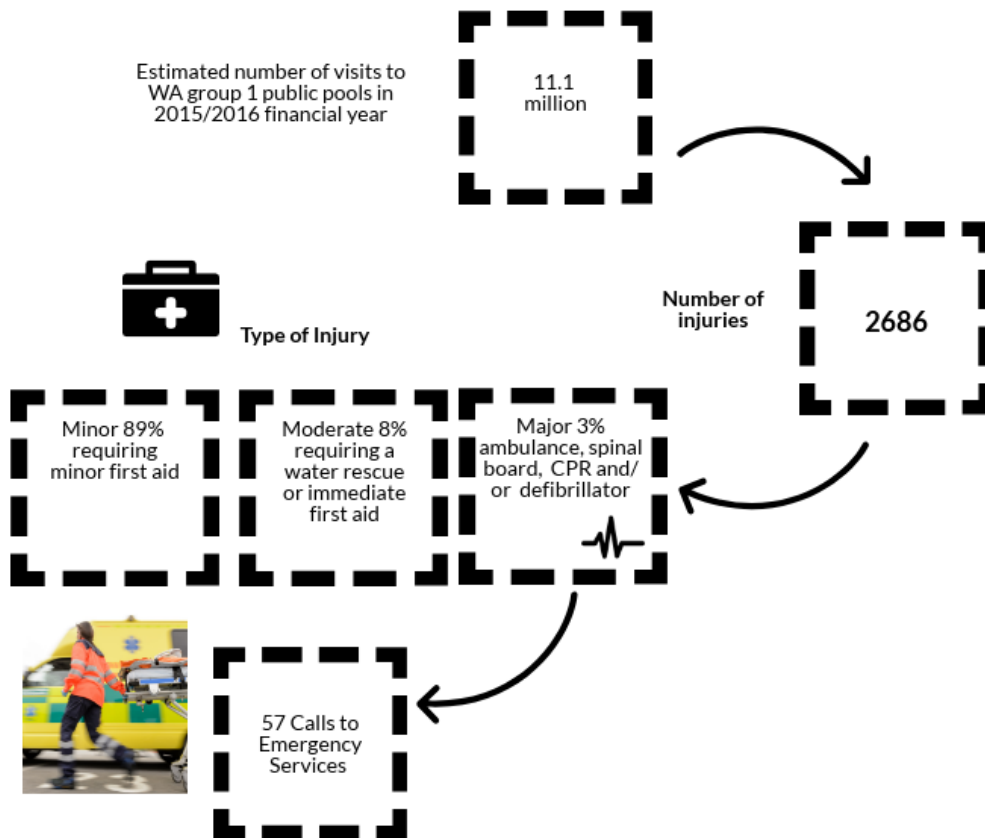 Estimated number of visits to
WA group 1 public pools in
2015/2016 financial year
11.1
million
Number of
injuries
2686
Type of Injury
Minor 89%
requiring
minor first aid
Moderate 8%
requiring a
water rescue
or immediate
first aid
Major 3%
ambulance, spinal
board, CPR and/
or defibrillator
57 Calls to
Emergency
Services